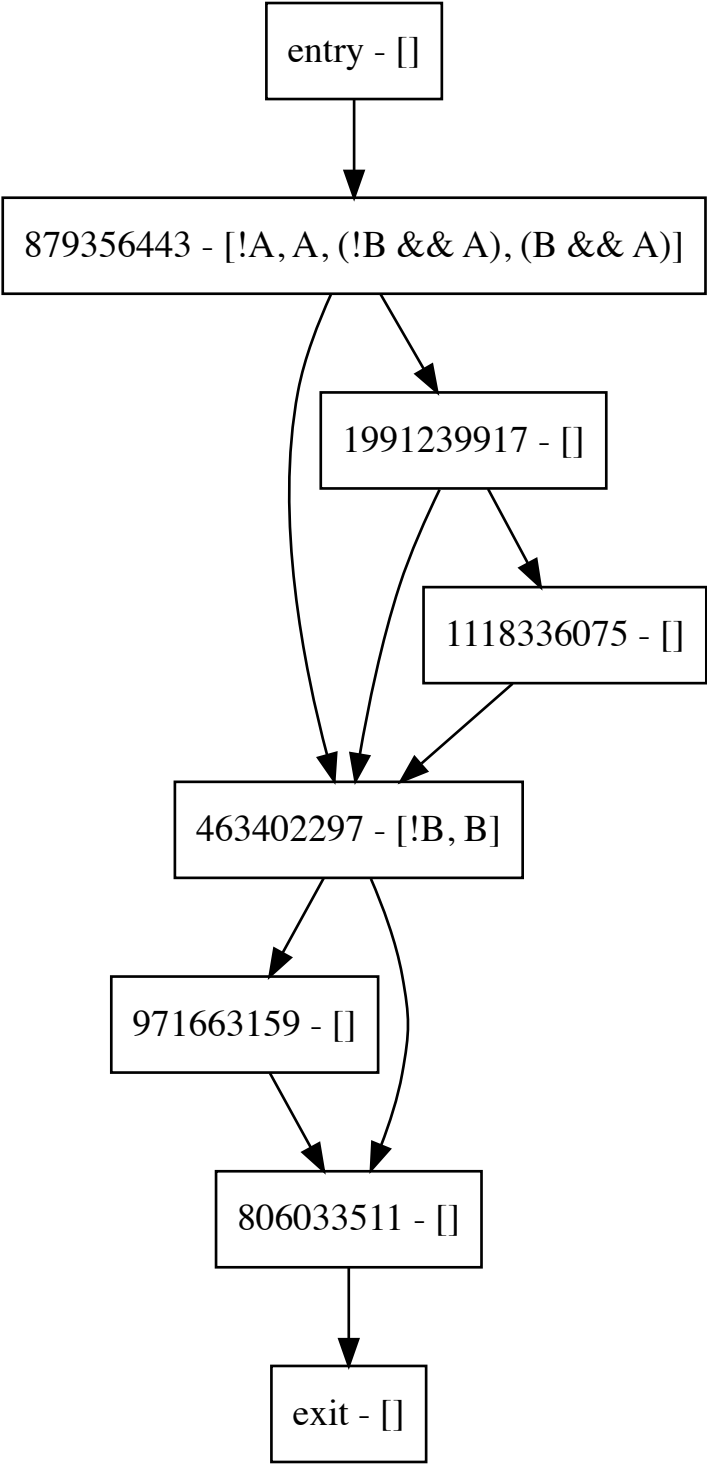 entry - []
879356443 - [!A, A, (!B && A), (B && A)]
1991239917 - []
1118336075 - []
463402297 - [!B, B]
971663159 - []
806033511 - []
exit - []